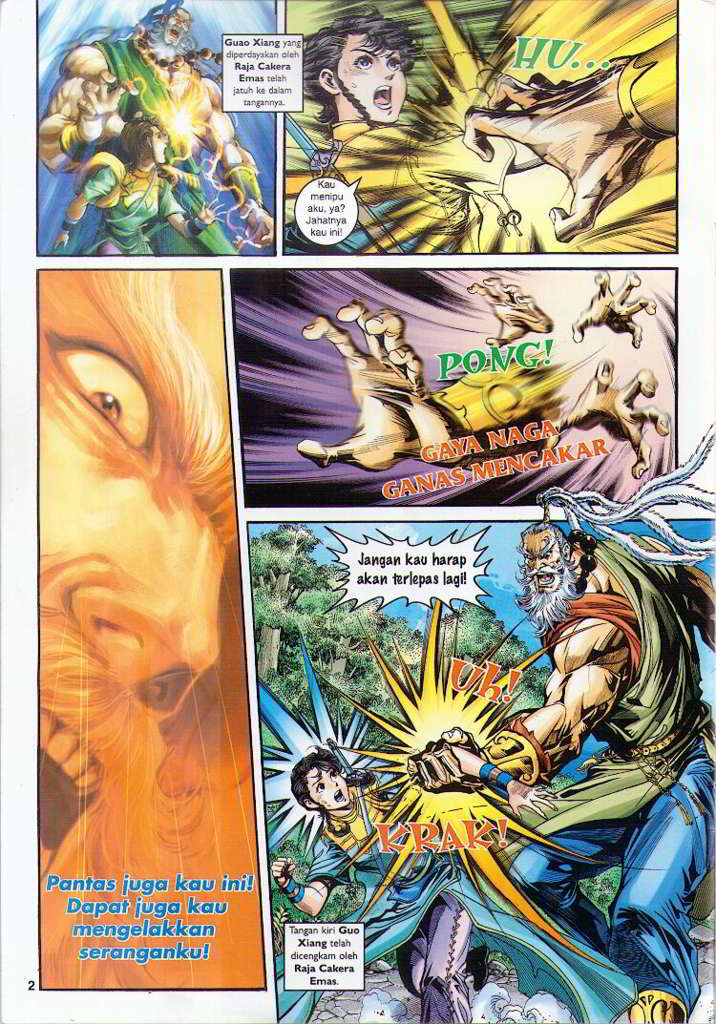 Guao Xiang yang
diperdayakan oleh
Raja Cakera
Emas telah
jatuh ke dalam
tangannya.
HU...
Kau
menipu
aku, ya?
Jahatnya
kau ini!
PONG!
GAYA NAGA
GANAS MENCAKAR
Pantas juga kau ini!
Dapat juga kau
mengelakkan
seranganku!
Jangan kau harap
akan terlepas lagi!
Uh!
KRAK!
Tangan kiri Guo
Xiang telah
dicengkam oleh
Raja Cakera
Emas.
2